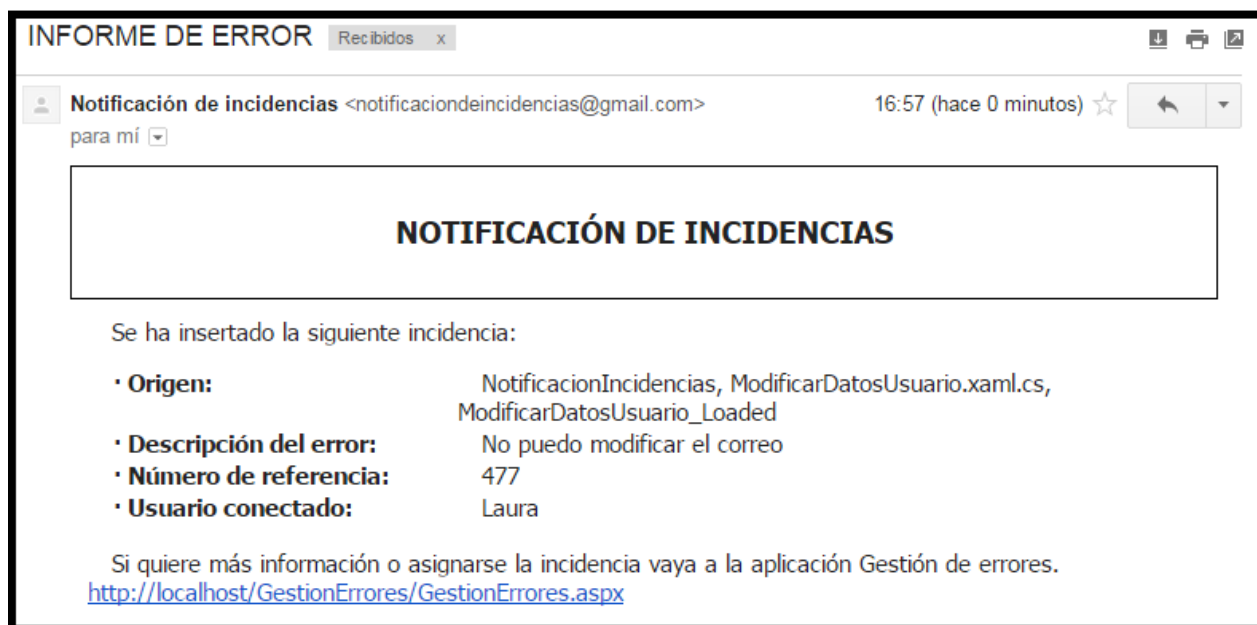 INFORME DE ERROR Recibidos x
Notificación de incidencias <notificaciondeincidencias@gmail.com> 16:57 (hace 0 minutos)
para mí
NOTIFICACIÓN DE INCIDENCIAS
Se ha insertado la siguiente incidencia:
· Origen: NotificacionIncidencias, ModificarDatosUsuario.xaml.cs,
ModificarDatosUsuario_Loaded
· Descripción del error: No puedo modificar el correo
· Número de referencia: 477
· Usuario conectado: Laura
Si quiere más información o asignarse la incidencia vaya a la aplicación Gestión de errores.
http://localhost/GestionErrores/GestionErrores.aspx